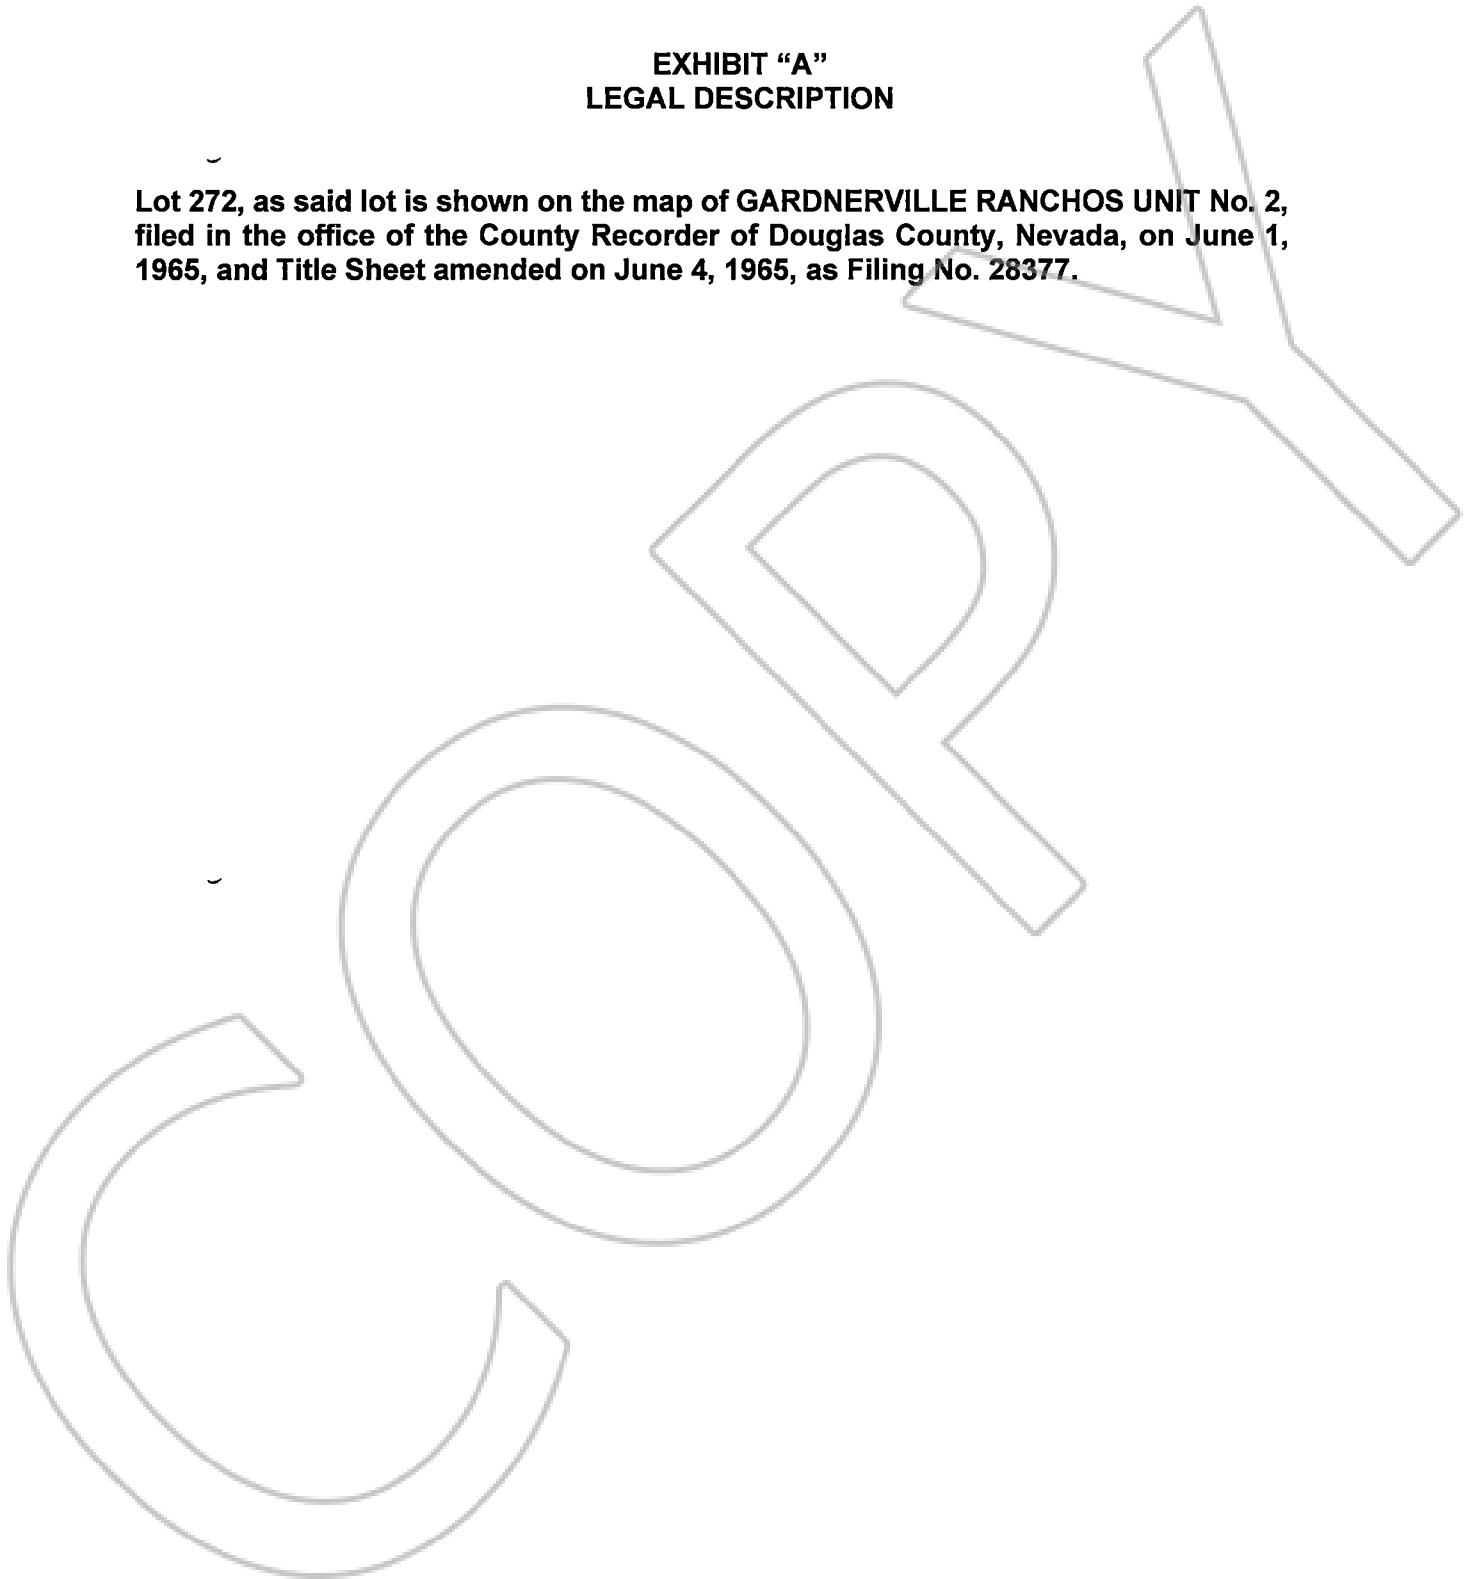 EXHIBIT “A”
LEGAL DESCRIPTION
Lot 272, as said lot is shown on the map of GARDNERVILLE RANCHOS UNIT No. 2,
filed in the office of the County Recorder of Douglas County, Nevada, on June 1,
1965, and Title Sheet amended on June 4, 1965, as Filing No. 28377.
COPY